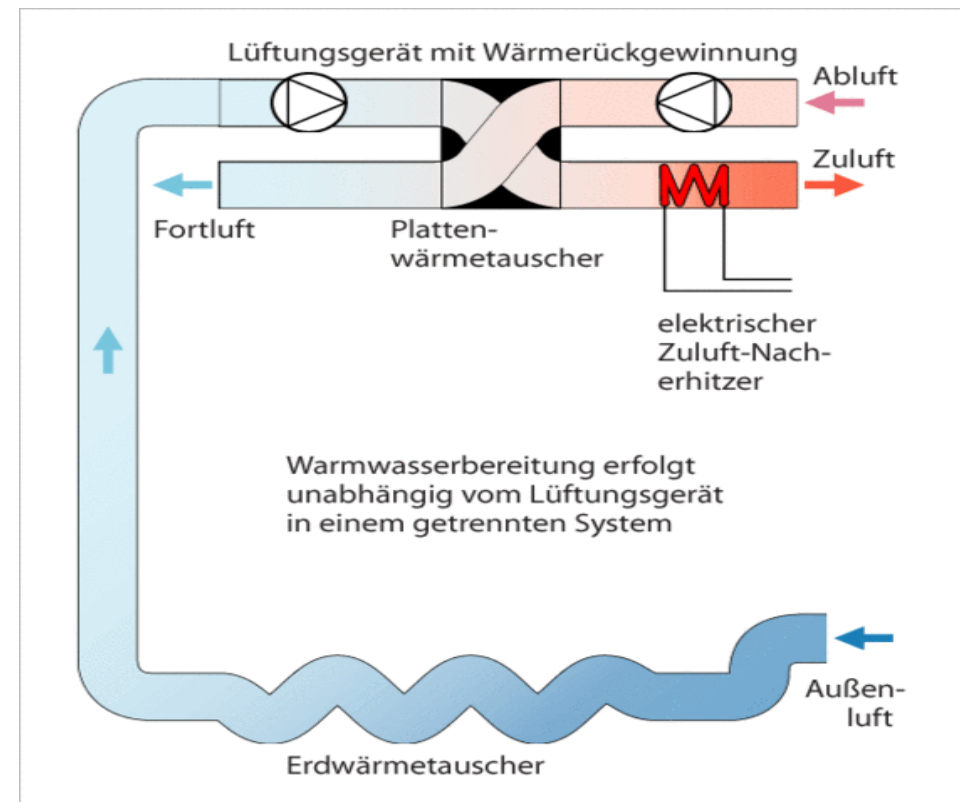 Lüftungsgerät mit Wärmerückgewinnung
Abluft
Zuluft
Fortluft
Platten-
wärmetauscher
elektrischer
Zuluft-Nach-
erhitzer
Warmwasserbereitung erfolgt
unabhängig vom Lüftungsgerät
in einem getrennten System
Außen-
luft
Erdwärmetauscher